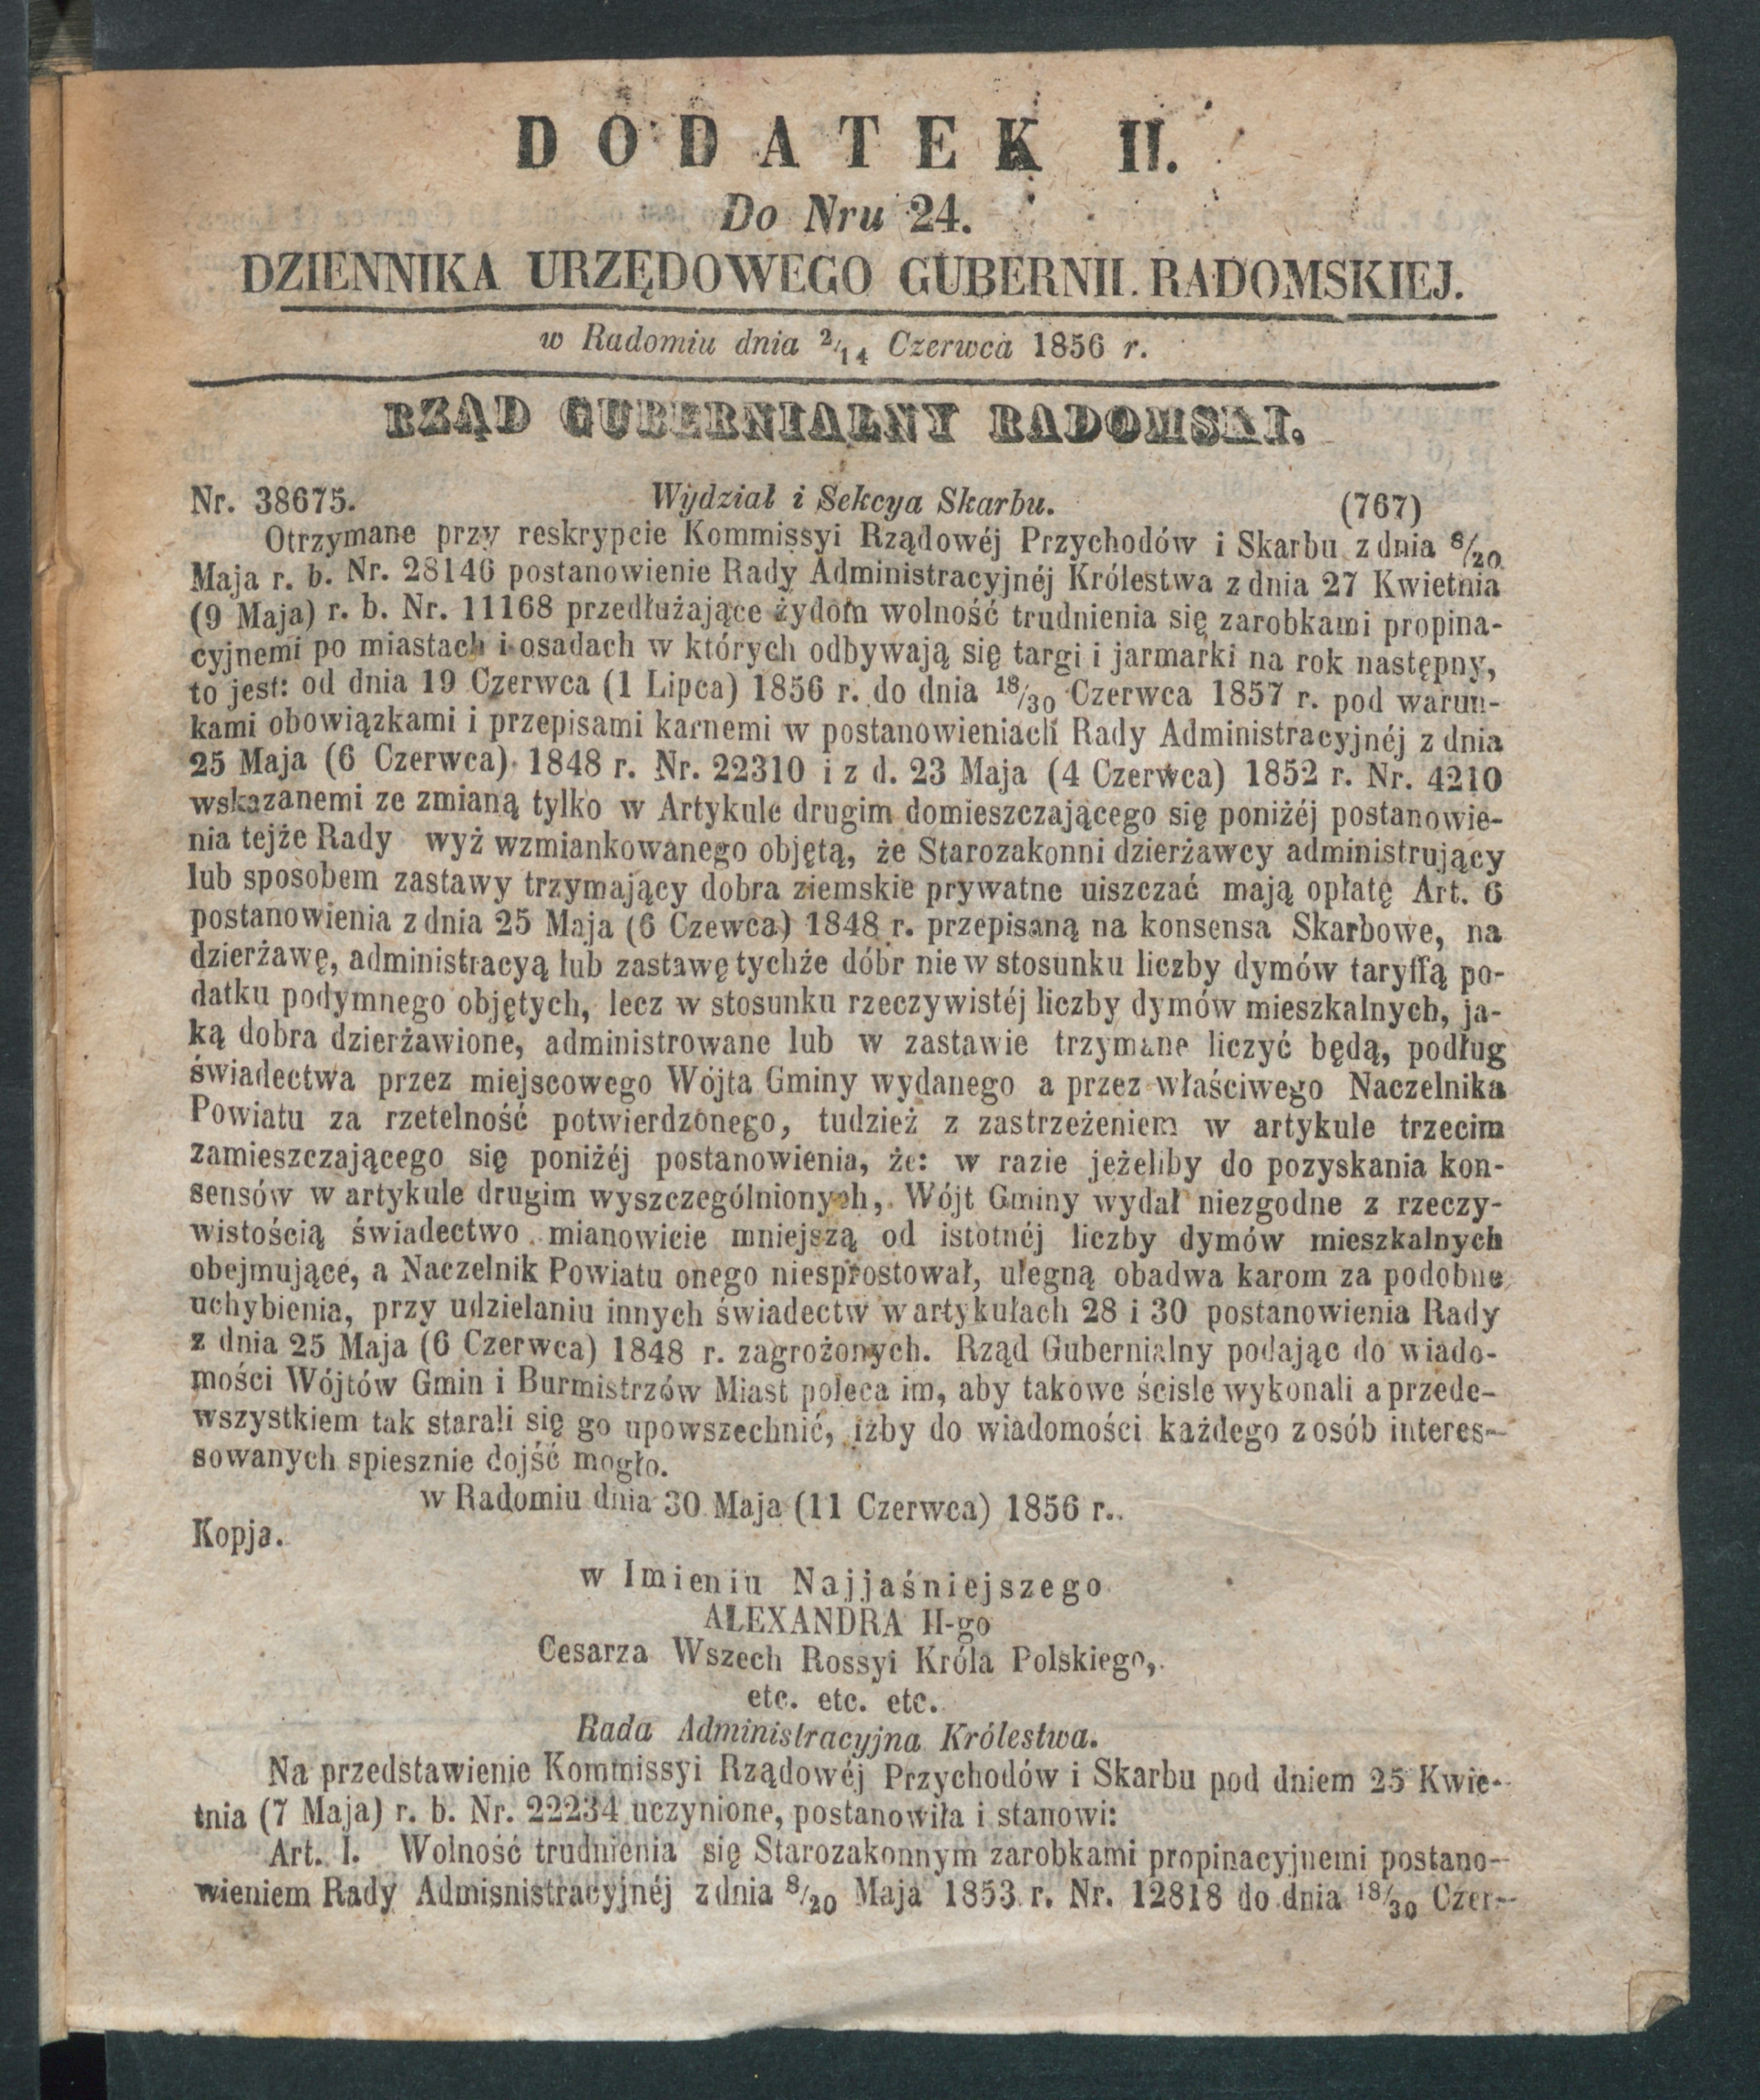 DODATEK II.
Do Nru 24.
DZIENNIKA URZĘDOWEGO GUBERNII RADOMSKIEJ.
w Radomiu dnia 2/14 Czerwca 1856 r.
RZĄD GUBERNIALNY RADOMSKI.
Nr. 38675. Wydział i Sekcya Skarbu. (767)
Otrzymane przy reskrypcie Kommissyi Rządowéj Przychodów i Skarbu z dnia 8/20
Maja r. b. Nr. 28146 postanowienie Rady Administracyjnéj Królestwa z dnia 27 Kwietnia
(9 Maja) r. b. Nr. 11168 przedłużające żydom wolność trudnienia się zarobkami propina-
cyjnemi po miastach i osadach w których odbywają się targi i jarmarki na rok następny,
to jest: od dnia 19 Czerwca (1 Lipca) 1856 r. do dnia 18/30 Czerwca 1857 r. pod warun-
kami obowiązkami i przepisami karnemi w postanowieniach Rady Administracyjnéj z dnia
25 Maja (6 Czerwca) 1848 r. Nr. 22310 i z d. 23 Maja (4 Czerwca) 1852 r. Nr. 4210
wskazanemi ze zmianą tylko w Artykule drugim domieszczającego się poniżéj postanowie-
nia tejże Rady wyż wzmiankowanego objętą, że Starozakonni dzierżawcy administrujący
lub sposobem zastawy trzymający dobra ziemskie prywatne uiszczać mają opłatę Art. 6
postanowienia z dnia 25 Maja (6 Czewca) 1848 r. przepisaną na konsensa Skarbowe, na
dzierżawę, administracyą lub zastawę tychże dóbr nie w stosunku liczby dymów taryffą po-
datku podymnego objętych, lecz w stosunku rzeczywistéj liczby dymów mieszkalnych, ja-
ką dobra dzierżawione, administrowane lub w zastawie trzymane liczyć będą, podług
świadectwa przez miejscowego Wójta Gminy wydanego a przez właściwego Naczelnika
Powiatu za rzetelność potwierdzonego, tudzież z zastrzeżeniem w artykule trzecim
zamieszczającego się poniżéj postanowienia, że: w razie jeżeliby do pozyskania kon-
sensów w artykule drugim wyszczególnionych, Wójt Gminy wydał niezgodne z rzeczy-
wistością świadectwo mianowicie mniejszą od istotnéj liczby dymów mieszkalnych
obejmujące, a Naczelnik Powiatu onego niesprostował, ulegną obadwa karom za podobne
uchybienia, przy udzielaniu innych świadectw w artykułach 28 i 30 postanowienia Rady
z dnia 25 Maja (6 Czerwca) 1848 r. zagrożonych. Rząd Gubernialny podając do wiado-
mości Wójtów Gmin i Burmistrzów Miast poleca im, aby takowe ściśle wykonali a przede-
wszystkiem tak starali się go upowszechnić, iżby do wiadomości każdego z osób interes-
sowanych spiesznie dojść mogło.
w Radomiu dnia 30 Maja (11 Czerwca) 1856 r.
Kopja.
w Imieniu Najjaśniejszego
ALEXANDRA II-go
Cesarza Wszech Rossyi Króla Polskiego,
etc. etc. etc.
Rada Administracyjna Królestwa.
Na przedstawienie Kommissyi Rządowéj Przychodów i Skarbu pod dniem 25 Kwie-
tnia (7 Maja) r. b. Nr. 22234 uczynione, postanowiła i stanowi:
Art. I. Wolność trudnienia się Starozakonnym zarobkami propinacyjnemi postano-
wieniem Rady Admisnistracyjnéj z dnia 8/20 Maja 1853 r. Nr. 12818 do dnia 18/30 Czer-